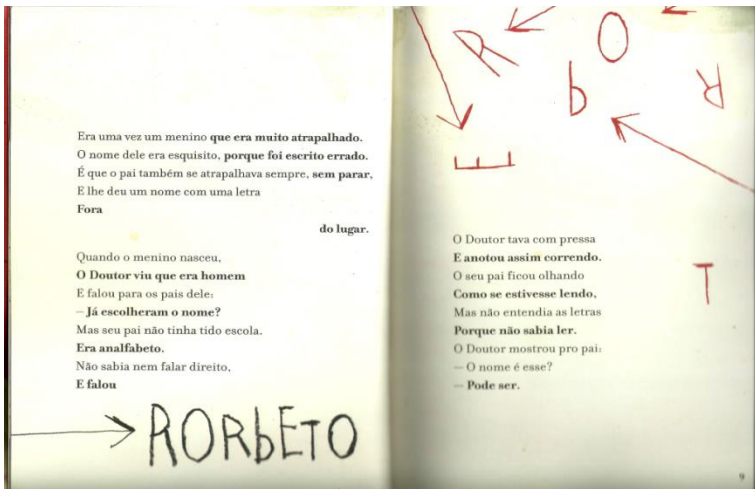 Era uma vez um menino que era muito atrapalhado.
O nome dele era esquisito, porque foi escrito errado.
É que o pai também se atrapalhava sempre, sem parar,
E lhe deu um nome com uma letra
Fora
do lugar.
Quando o menino nasceu,
O Doutor viu que era homem
E falou para os pais dele:
– Já escolheram o nome?
Mas seu pai não tinha tido escola.
Era analfabeto.
Não sabia nem falar direito,
E falou
RORbETO
R O
b R
E
O Doutor tava com pressa
E anotou assim correndo.
O seu pai ficou olhando
Como se estivesse lendo,
Mas não entendia as letras
Porque não sabia ler.
O Doutor mostrou pro pai:
– O nome é esse?
– Pode ser.
T
9